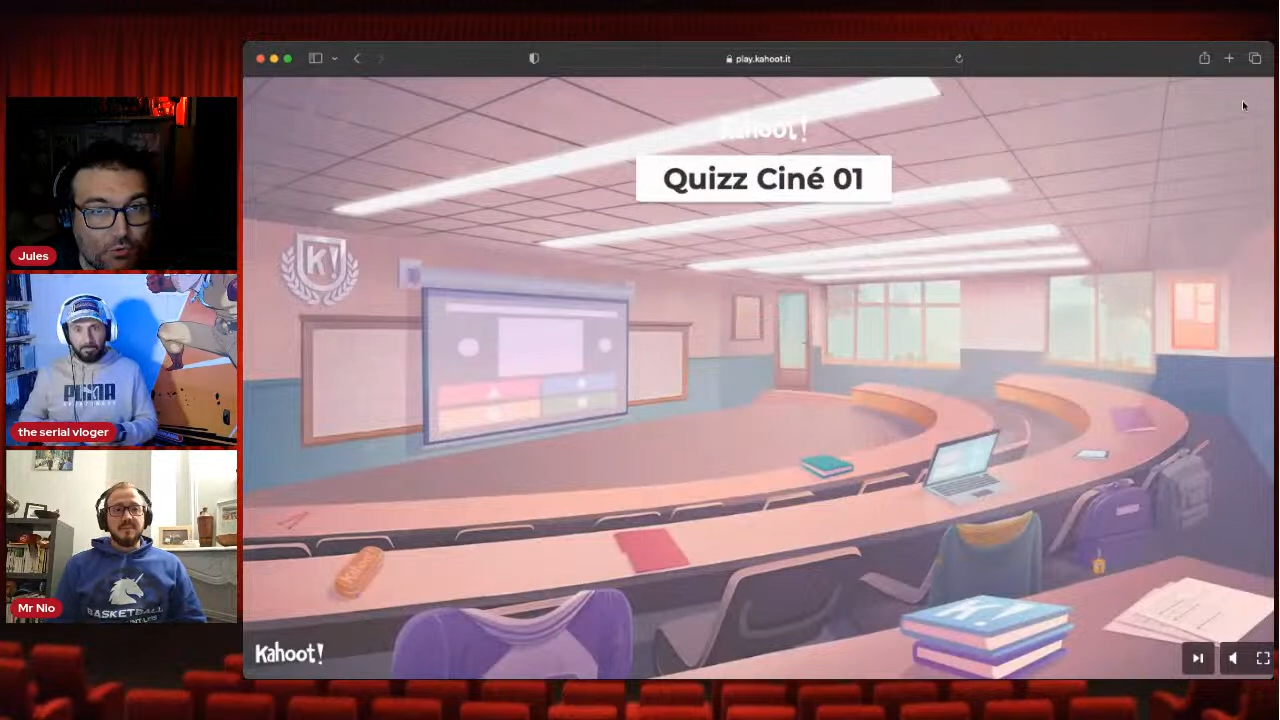 play.kahoot.it
Kahoot!
Quizz Ciné 01
K!
Jules
PUMA
the serial vloger
BASKETBALL
Mr Nio
K!
Kahoot!